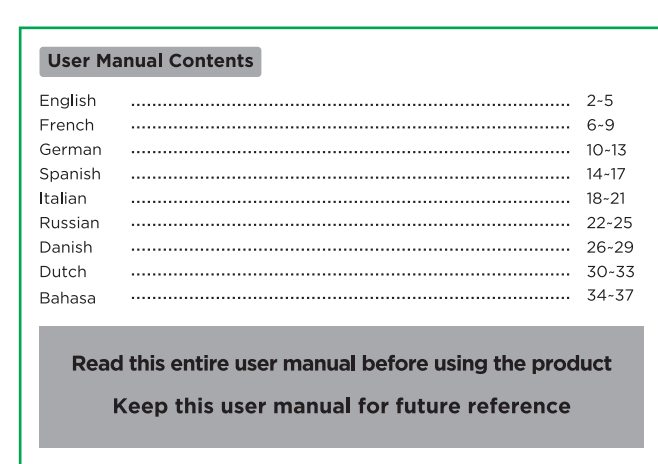 User Manual Contents
English ........................................................................ 2~5
French ........................................................................ 6~9
German ........................................................................ 10~13
Spanish ........................................................................ 14~17
Italian ........................................................................ 18~21
Russian ........................................................................ 22~25
Danish ........................................................................ 26~29
Dutch ........................................................................ 30~33
Bahasa ........................................................................ 34~37
Read this entire user manual before using the product
Keep this user manual for future reference